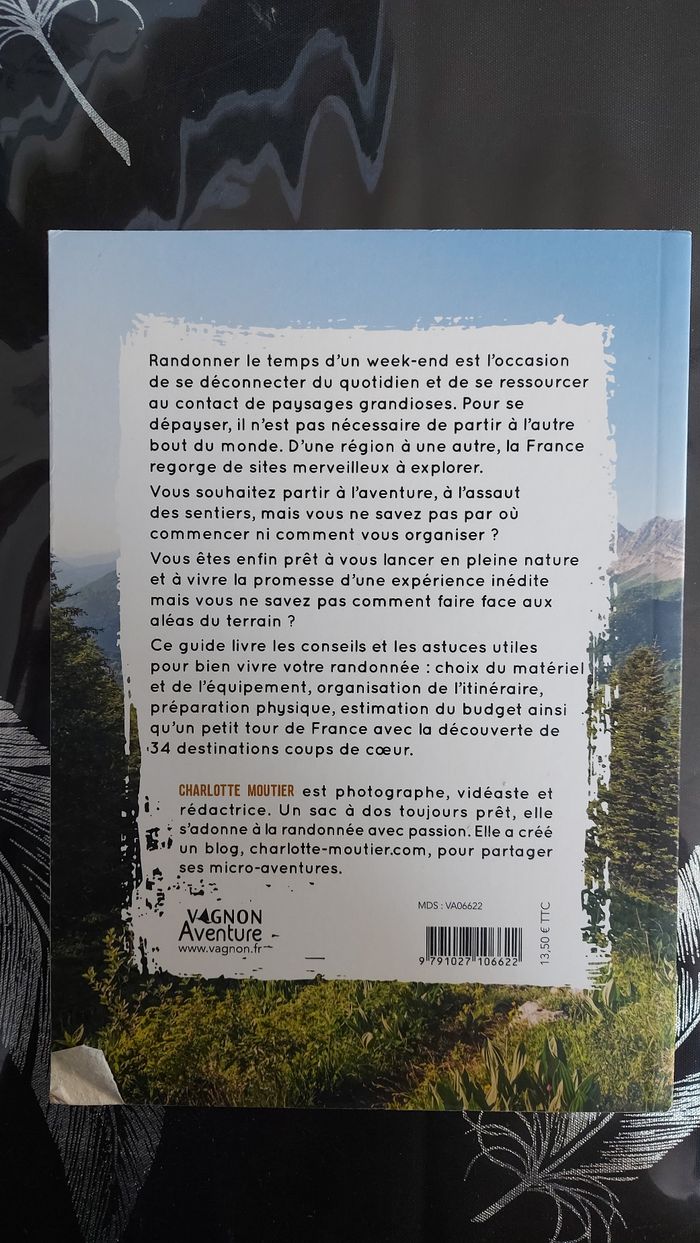 Randonner le temps d'un week-end est l'occasion
de se déconnecter du quotidien et de se ressourcer
au contact de paysages grandioses. Pour se
dépayser, il n'est pas nécessaire de partir à l'autre
bout du monde. D'une région à une autre, la France
regorge de sites merveilleux à explorer.
Vous souhaitez partir à l'aventure, à l'assaut
des sentiers, mais vous ne savez pas par où
commencer ni comment vous organiser ?
Vous êtes enfin prêt à vous lancer en pleine nature
et à vivre la promesse d'une expérience inédite
mais vous ne savez pas comment faire face aux
aléas du terrain ?
Ce guide livre les conseils et les astuces utiles
pour bien vivre votre randonnée : choix du matériel
et de l'équipement, organisation de l'itinéraire,
préparation physique, estimation du budget ainsi
qu'un petit tour de France avec la découverte de
34 destinations coups de cœur.
CHARLOTTE MOUTIER est photographe, vidéaste et
rédactrice. Un sac à dos toujours prêt, elle
s'adonne à la randonnée avec passion. Elle a créé
un blog, charlotte-moutier.com, pour partager
ses micro-aventures.
VAGNON
Aventure
www.vagnon.fr
MDS : VA06622
9 791027 106622
13,50 € TTC